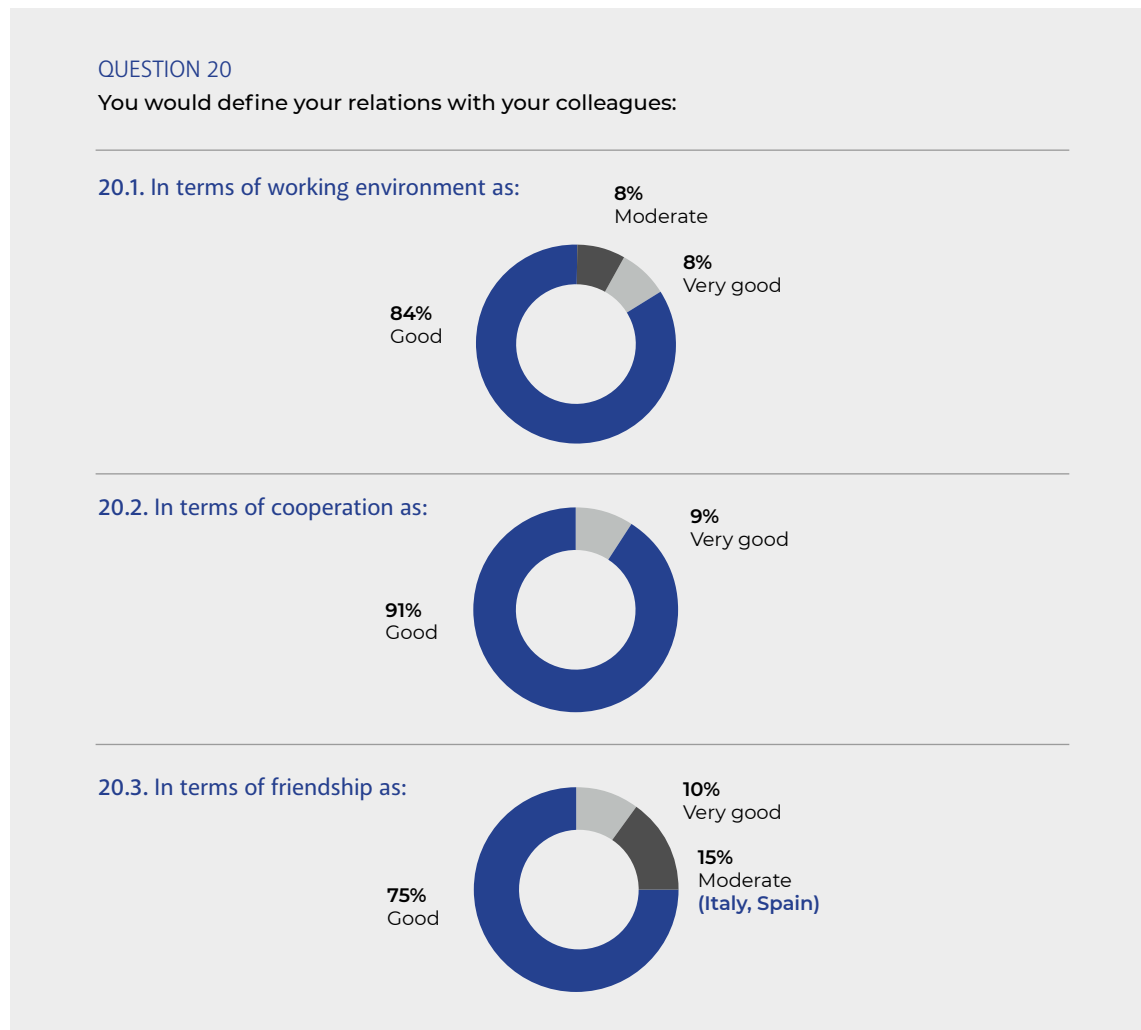 QUESTION 20
You would define your relations with your colleagues:
20.1. In terms of working environment as:
8%
Moderate
8%
Very good
84%
Good
20.2. In terms of cooperation as:
9%
Very good
91%
Good
20.3. In terms of friendship as:
10%
Very good
15%
Moderate
(Italy, Spain)
75%
Good